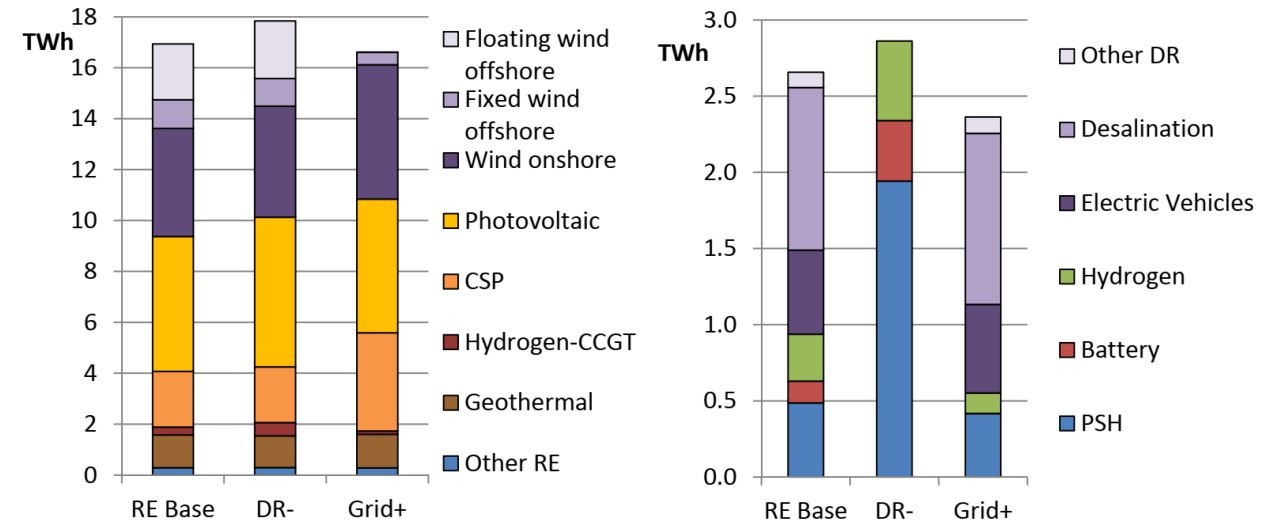 TWh
18
16
14
12
10
8
6
4
2
0
RE Base
DR-
Grid+
Floating wind
offshore
Fixed wind
offshore
Wind onshore
Photovoltaic
CSP
Hydrogen-CCGT
Geothermal
Other RE
TWh
3.0
2.5
2.0
1.5
1.0
0.5
0.0
RE Base
DR-
Grid+
Other DR
Desalination
Electric Vehicles
Hydrogen
Battery
PSH